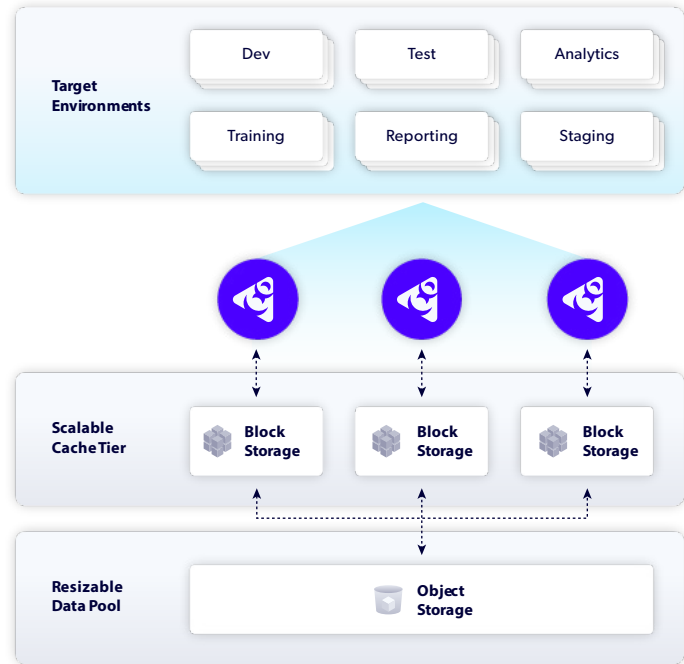 Target
Environments
Dev
Test
Analytics
Training
Reporting
Staging
Scalable
Cache Tier
Block
Storage
Block
Storage
Block
Storage
Resizable
Data Pool
Object
Storage